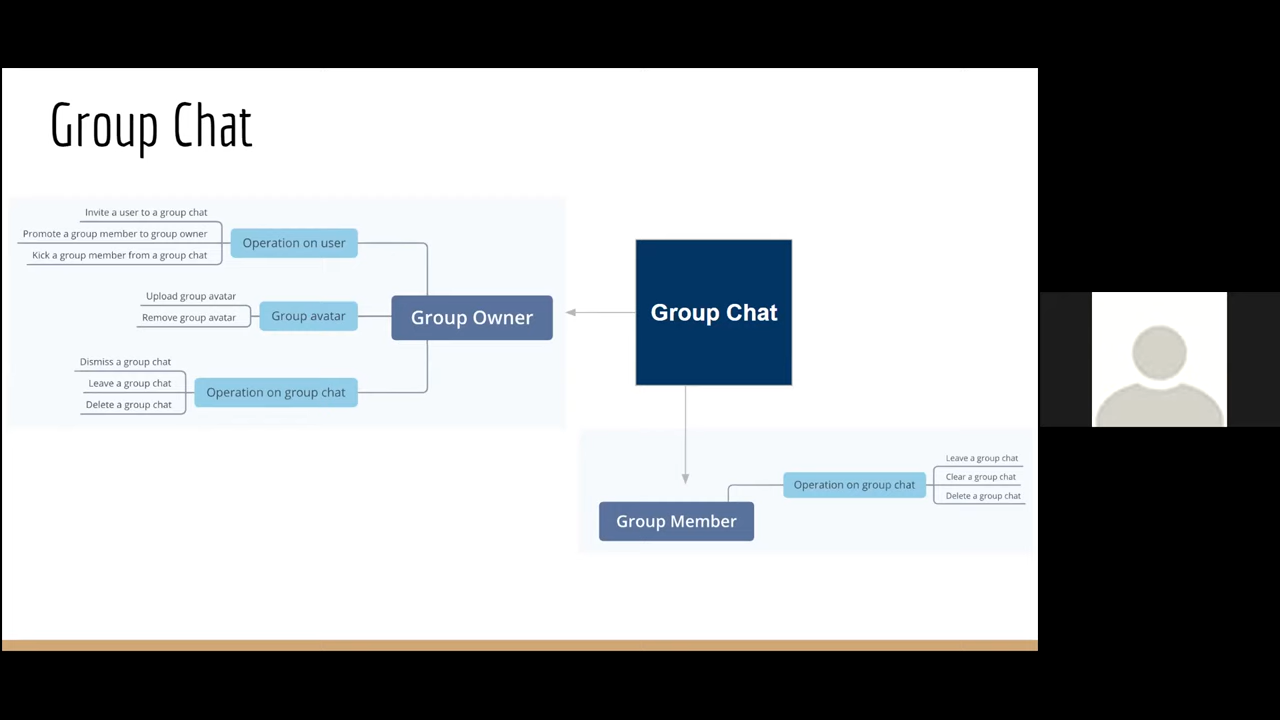 Group Chat
Invite a user to a group chat
Promote a group member to group owner
Kick a group member from a group chat
Operation on user
Upload group avatar
Remove group avatar
Group avatar
Group Owner
Dismiss a group chat
Leave a group chat
Delete a group chat
Operation on group chat
Group Chat
Group Member
Operation on group chat
Leave a group chat
Clear a group chat
Delete a group chat